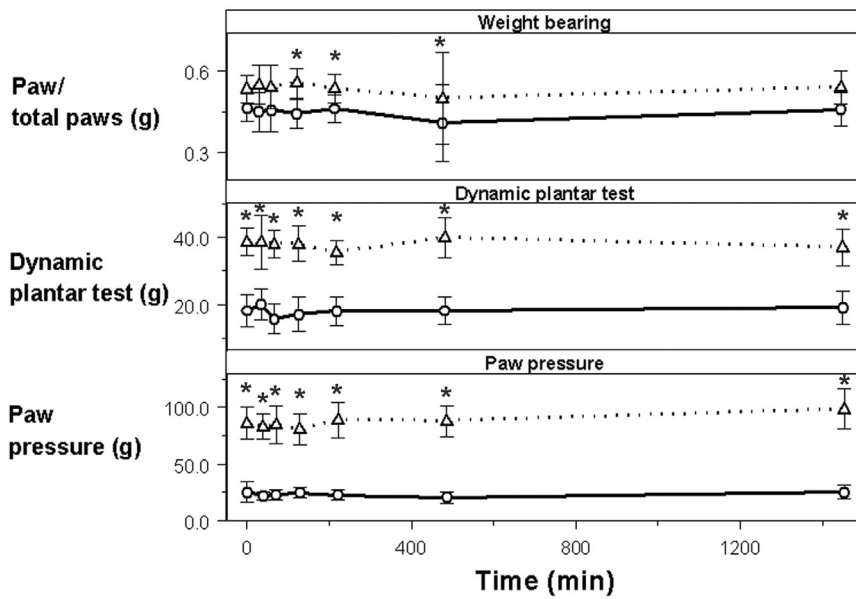 Weight bearing
* * *
Paw/
total paws (g)
0.6
0.3
Dynamic plantar test
* * * * * * *
Dynamic
plantar test (g)
40.0
20.0
Paw pressure
* * * * * * *
Paw
pressure (g)
100.0
50.0
0.0
0 400 800 1200
Time (min)